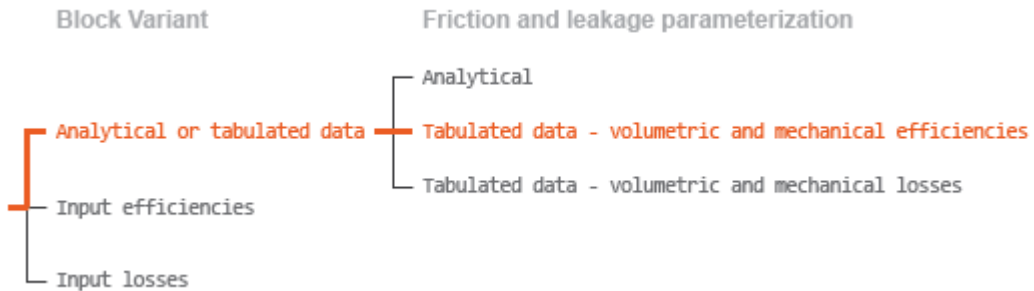 Block Variant
Friction and leakage parameterization
Analytical
Analytical or tabulated data
Tabulated data - volumetric and mechanical efficiencies
Tabulated data - volumetric and mechanical losses
Input efficiencies
Input losses